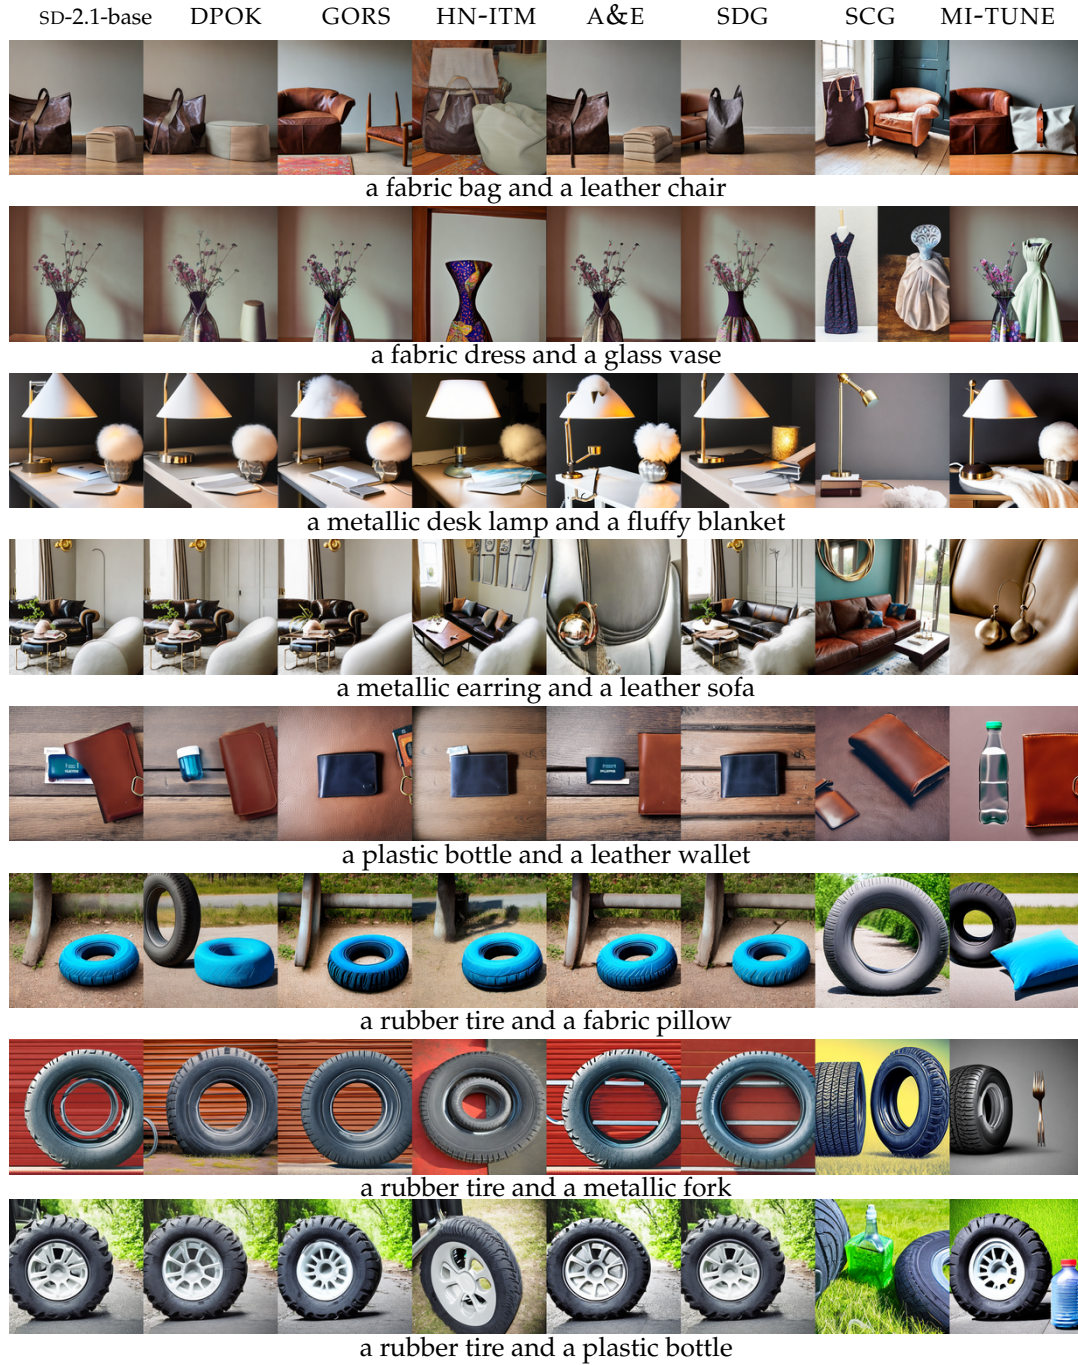 SD-2.1-base DPOK GORS HN-ITM A&E SDG SCG MI-TUNE
a fabric bag and a leather chair
a fabric dress and a glass vase
a metallic desk lamp and a fluffy blanket
a metallic earring and a leather sofa
a plastic bottle and a leather wallet
a rubber tire and a fabric pillow
a rubber tire and a metallic fork
a rubber tire and a plastic bottle